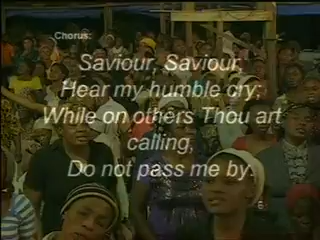 Chorus:
Saviour, Saviour,
Hear my humble cry;
While on others Thou art
calling,
Do not pass me by.